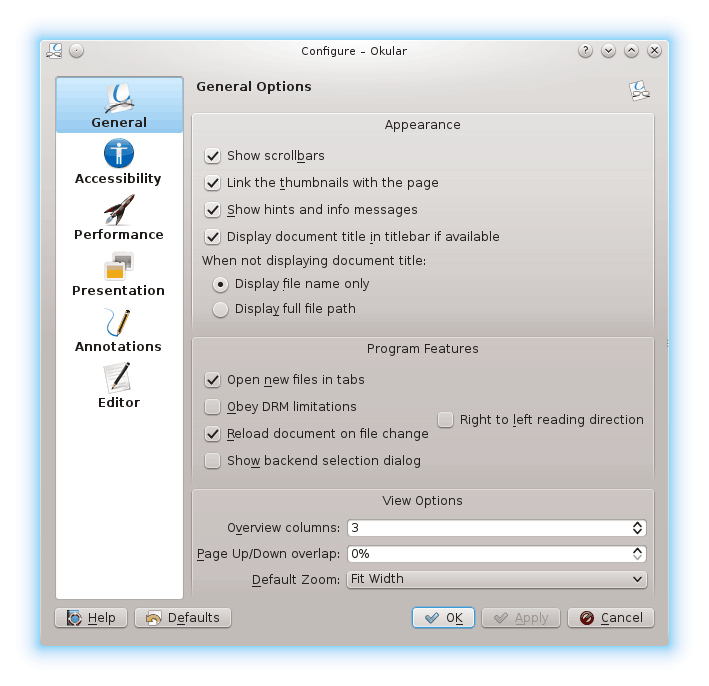 Configure – Okular
General
Accessibility
Performance
Presentation
Annotations
Editor
General Options
Appearance
Show scrollbars
Link the thumbnails with the page
Show hints and info messages
Display document title in titlebar if available
When not displaying document title:
Display file name only
Display full file path
Program Features
Open new files in tabs
Obey DRM limitations
Right to left reading direction
Reload document on file change
Show backend selection dialog
View Options
Overview columns: 3
Page Up/Down overlap: 0%
Default Zoom: Fit Width
Help Defaults OK Apply Cancel